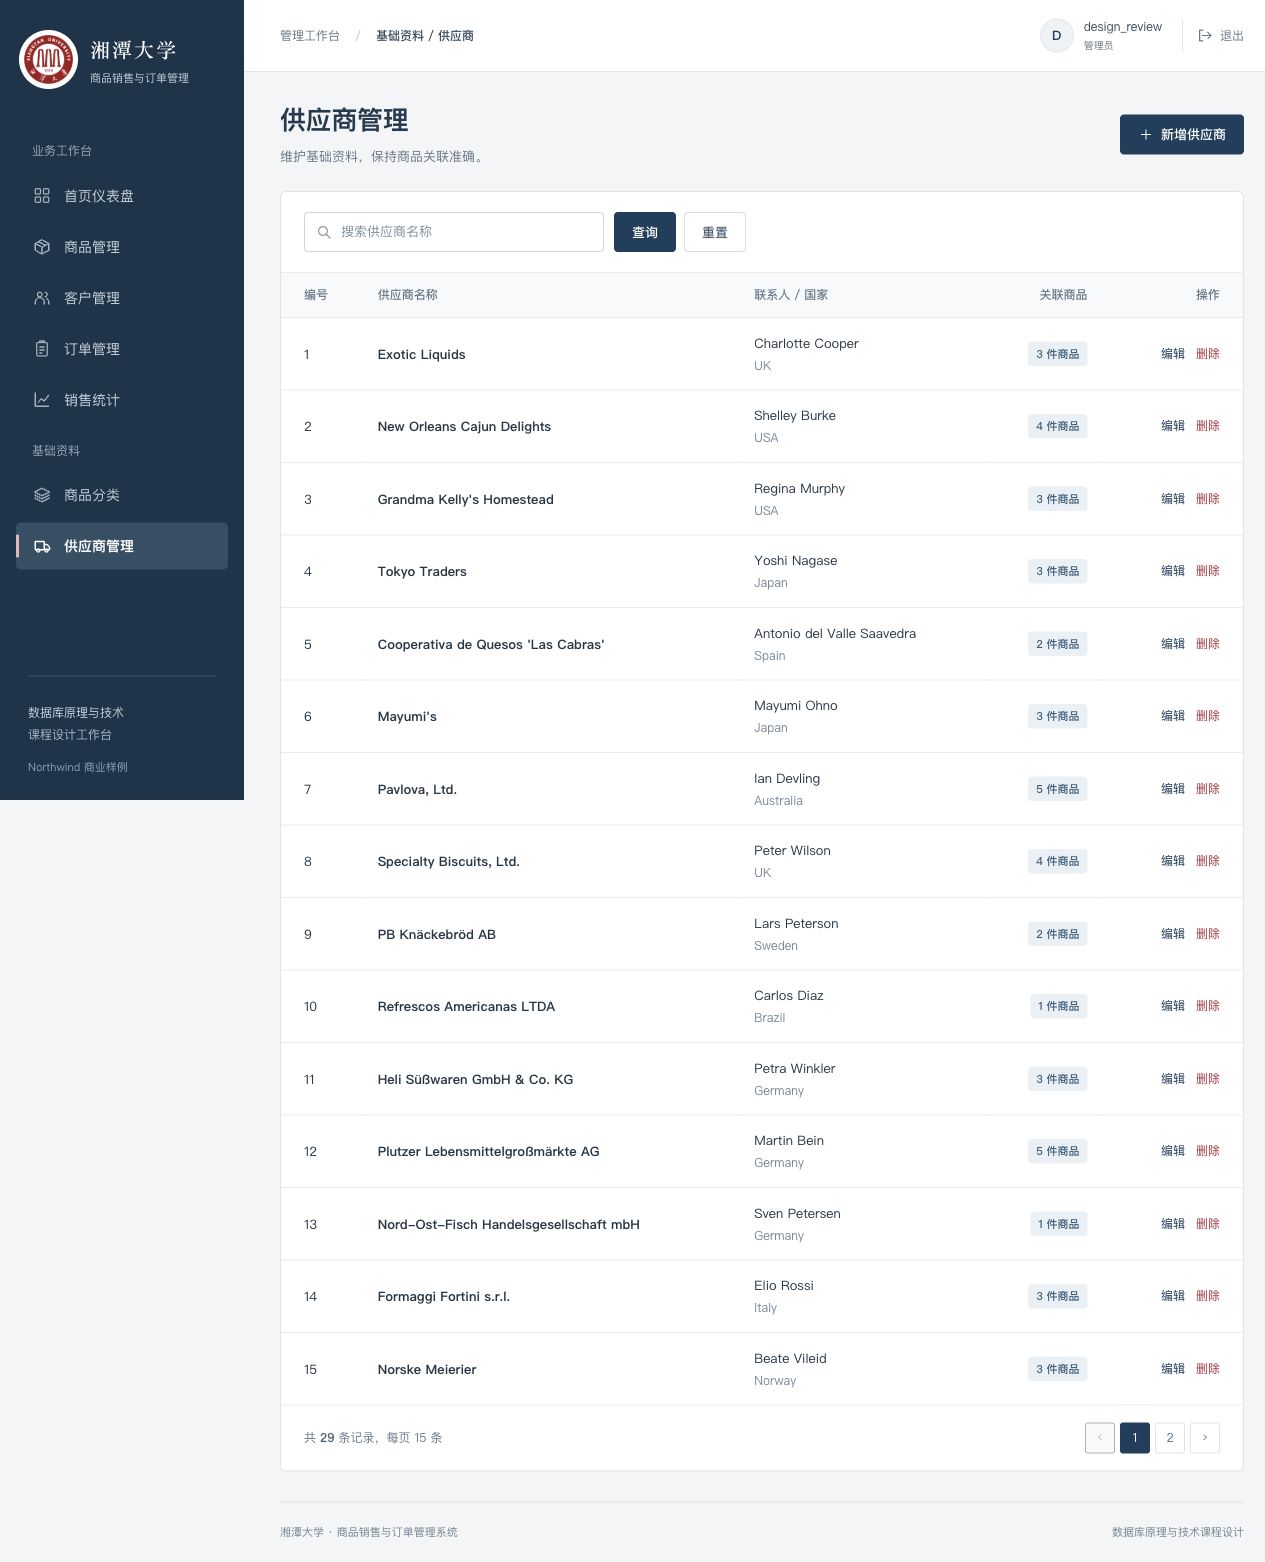 湘潭大学
商品销售与订单管理
业务工作台
首页仪表盘
商品管理
客户管理
订单管理
销售统计
基础资料
商品分类
供应商管理
数据库原理与技术
课程设计工作台
Northwind 商业样例
管理工作台 / 基础资料 / 供应商
D
design_review
管理员
退出
供应商管理
维护基础资料，保持商品关联准确。
+ 新增供应商
搜索供应商名称 查询 重置
编号 供应商名称 联系人 / 国家 关联商品 操作
1 Exotic Liquids Charlotte Cooper 3 件商品 编辑 删除
UK
2 New Orleans Cajun Delights Shelley Burke 4 件商品 编辑 删除
USA
3 Grandma Kelly's Homestead Regina Murphy 3 件商品 编辑 删除
USA
4 Tokyo Traders Yoshi Nagase 3 件商品 编辑 删除
Japan
5 Cooperativa de Quesos 'Las Cabras' Antonio del Valle Saavedra 2 件商品 编辑 删除
Spain
6 Mayumi's Mayumi Ohno 3 件商品 编辑 删除
Japan
7 Pavlova, Ltd. Ian Devling 5 件商品 编辑 删除
Australia
8 Specialty Biscuits, Ltd. Peter Wilson 4 件商品 编辑 删除
UK
9 PB Knäckebröd AB Lars Peterson 2 件商品 编辑 删除
Sweden
10 Refrescos Americanas LTDA Carlos Diaz 1 件商品 编辑 删除
Brazil
11 Heli Süßwaren GmbH & Co. KG Petra Winkler 3 件商品 编辑 删除
Germany
12 Plutzer Lebensmittelgroßmärkte AG Martin Bein 5 件商品 编辑 删除
Germany
13 Nord-Ost-Fisch Handelsgesellschaft mbH Sven Petersen 1 件商品 编辑 删除
Germany
14 Formaggi Fortini s.r.l. Elio Rossi 3 件商品 编辑 删除
Italy
15 Norske Meierier Beate Vileid 3 件商品 编辑 删除
Norway
共 29 条记录，每页 15 条 ‹ 1 2 ›
湘潭大学 · 商品销售与订单管理系统
数据库原理与技术课程设计